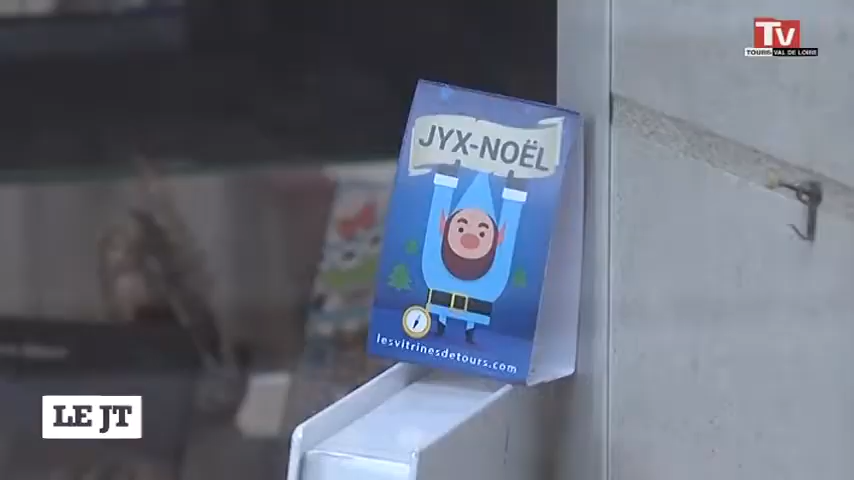 TV
TOURS VAL DE LOIRE
JYX-NOËL
lesvitrinesdetours.com
LE JT